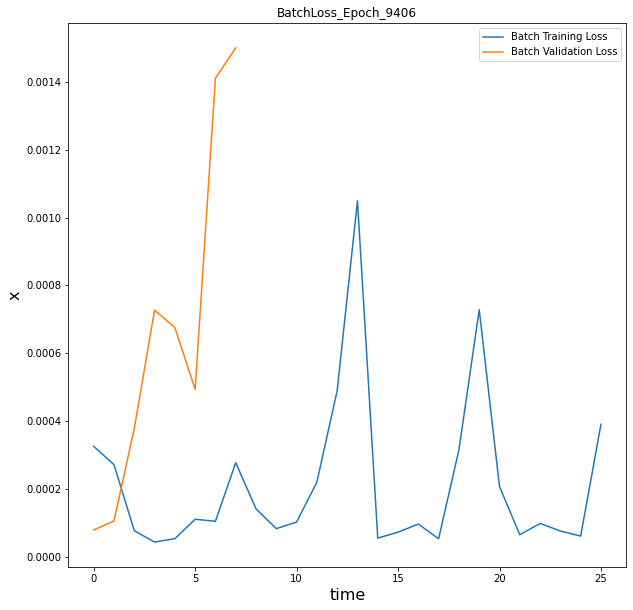 BatchLoss_Epoch_9406
Batch Training Loss
Batch Validation Loss
0.0014
0.0012
0.0010
0.0008
0.0006
0.0004
0.0002
0.0000
x
0 5 10 15 20 25
time